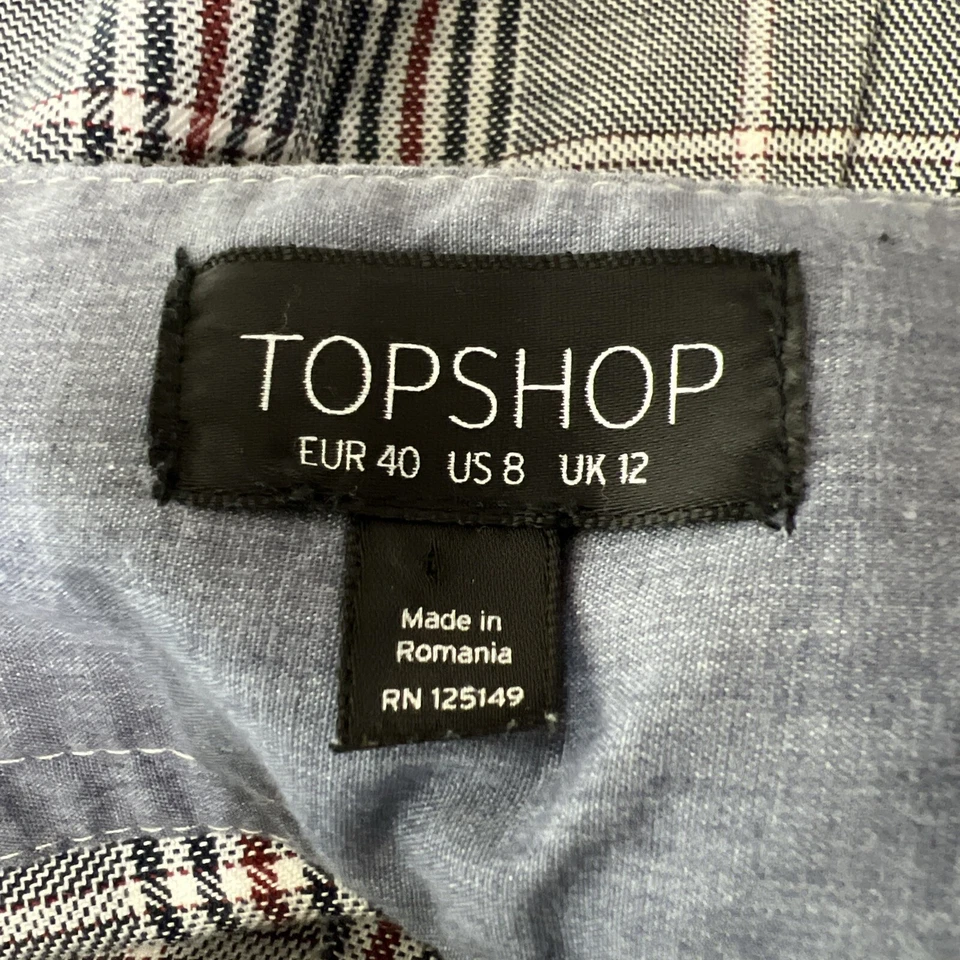 TOPSHOP
EUR 40 US 8 UK 12
Made in
Romania
RN 125149